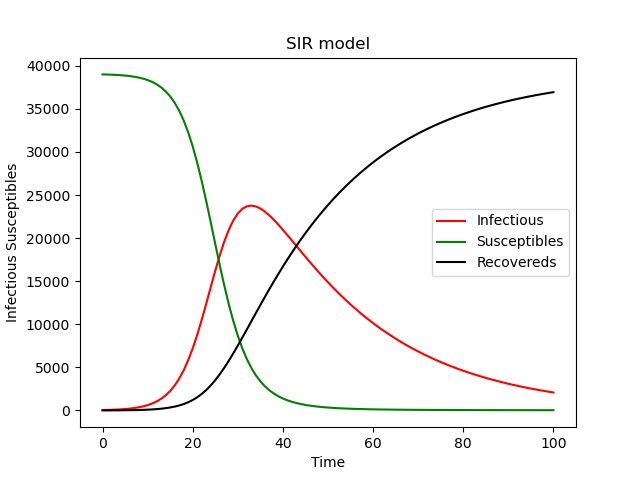 SIR model
Infectious Susceptibles
40000
35000
30000
25000
20000
15000
10000
5000
0
Infectious
Susceptibles
Recovereds
0 20 40 60 80 100
Time